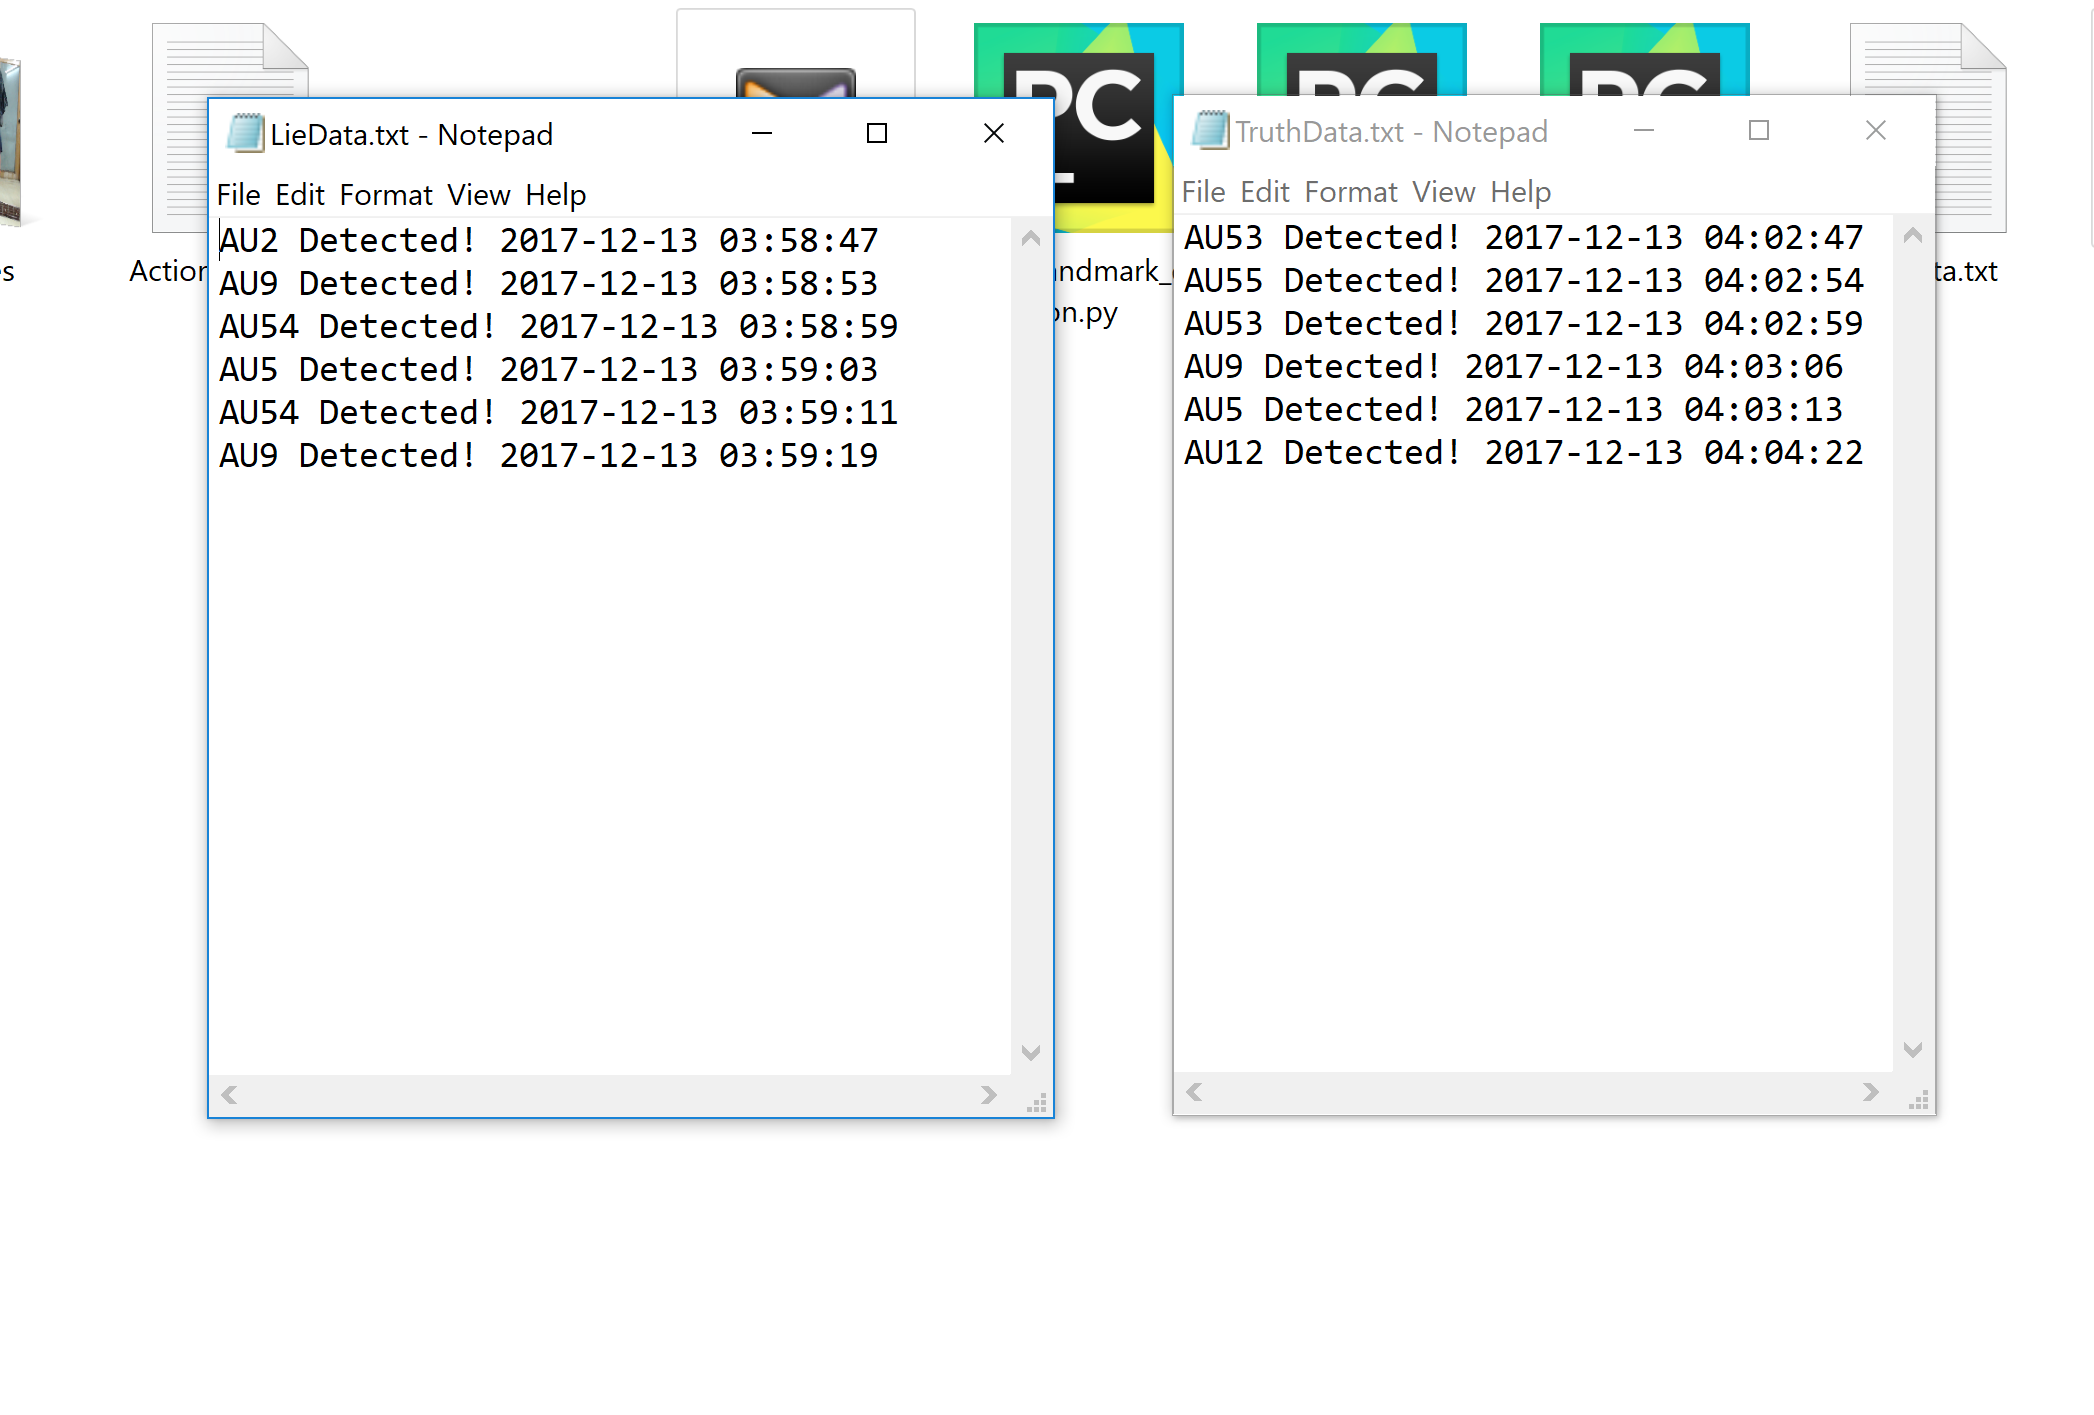 LieData.txt - Notepad
File Edit Format View Help
AU2 Detected! 2017-12-13 03:58:47
AU9 Detected! 2017-12-13 03:58:53
AU54 Detected! 2017-12-13 03:58:59
AU5 Detected! 2017-12-13 03:59:03
AU54 Detected! 2017-12-13 03:59:11
AU9 Detected! 2017-12-13 03:59:19
TruthData.txt - Notepad
File Edit Format View Help
AU53 Detected! 2017-12-13 04:02:47
AU55 Detected! 2017-12-13 04:02:54
AU53 Detected! 2017-12-13 04:02:59
AU9 Detected! 2017-12-13 04:03:06
AU5 Detected! 2017-12-13 04:03:13
AU12 Detected! 2017-12-13 04:04:22
PC
PC
PC
es
Action
andmark_
on.py
ta.txt